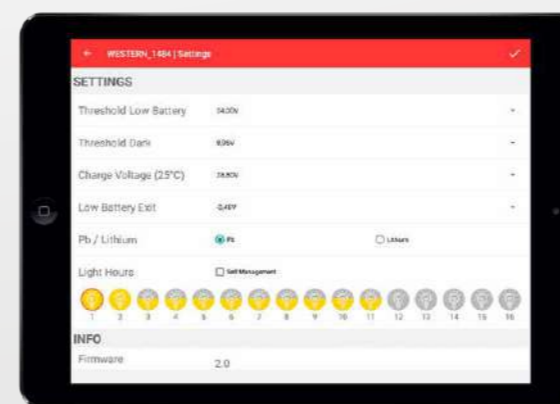 WESTERN_1484 | Settings
SETTINGS
Threshold Low Battery
Threshold Dark
Charge Voltage (25°C)
Low Battery Exit
Pb / Lithium Pb Lithium
Light Hours Self Management
1 2 3 4 5 6 7 8 9 10 11 12 13 14 15 16
INFO
Firmware 2.0